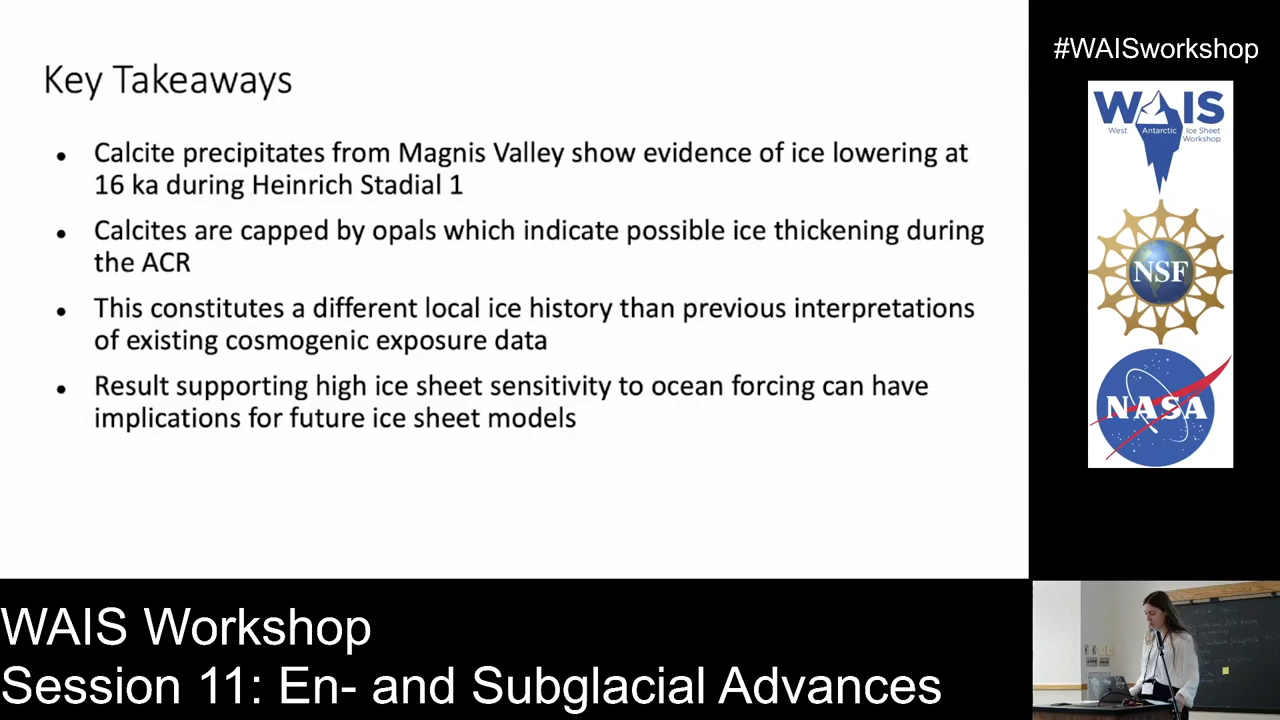 Key Takeaways
• Calcite precipitates from Magnis Valley show evidence of ice lowering at
16 ka during Heinrich Stadial 1
• Calcites are capped by opals which indicate possible ice thickening during
the ACR
• This constitutes a different local ice history than previous interpretations
of existing cosmogenic exposure data
• Result supporting high ice sheet sensitivity to ocean forcing can have
implications for future ice sheet models
#WAISworkshop
WAIS
West Antarctic Ice Sheet
Workshop
NSF
NASA
WAIS Workshop
Session 11: En- and Subglacial Advances